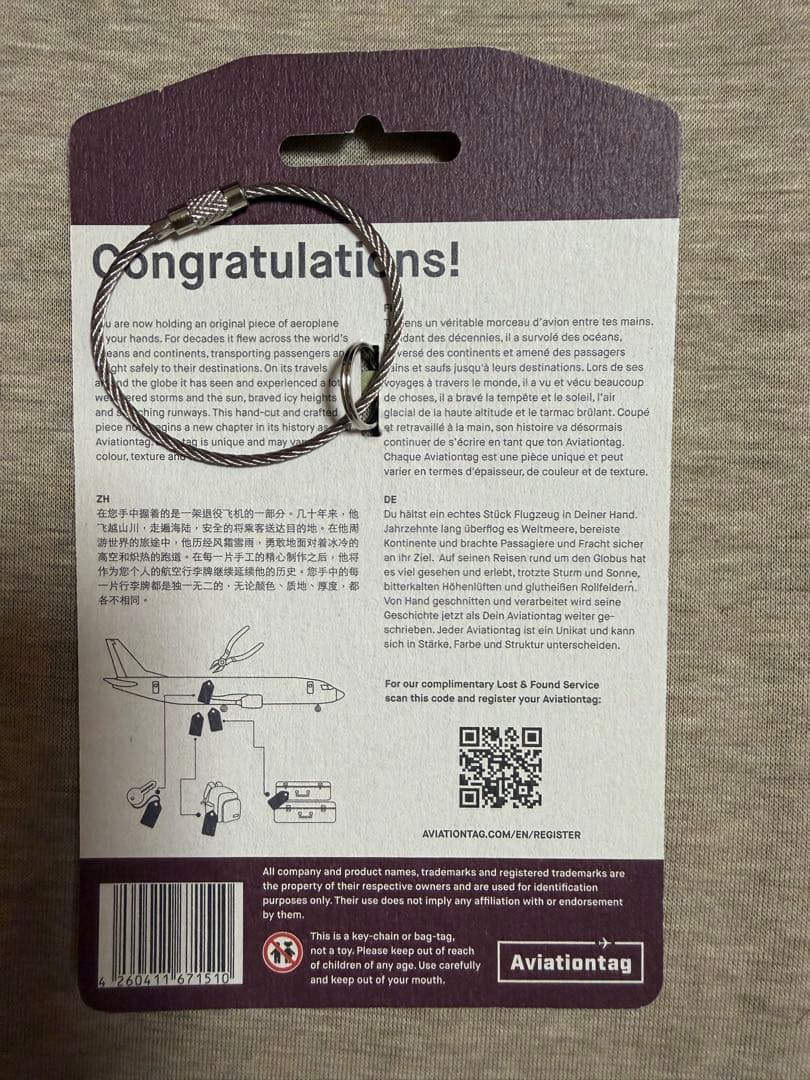 Congratulations!
are now holding an original piece of aeroplane
your hands. For decades it flew across the world's
and continents, transporting passengers
safely to their destinations. On its travels
the globe it has seen and experienced a lot
storms and the sun, braved icy heights
and runways. This hand-cut and crafted
piece begins a new chapter in its history as
Aviationtag. tag is unique and may
colour, texture and
un véritable morceau d'avion entre tes mains.
des décennies, il a survolé des océans,
des continents et amené des passagers
et saufs jusqu'à leurs destinations. Lors de ses
voyages à travers le monde, il a vu et vécu beaucoup
de choses, il a bravé la tempête et le soleil, l'air
glacial de la haute altitude et le tarmac brûlant. Coupé
et retravaillé à la main, son histoire va désormais
continuer de s'écrire en tant que ton Aviationtag.
Chaque Aviationtag est une pièce unique et peut
varier en termes d'épaisseur, de couleur et de texture.
ZH
在您手中握着的是一架退役飞机的一部分。几十年来，他
飞越山川，走遍海陆，安全的将乘客送达目的地。在他周
游世界的旅途中，他历经风霜雪雨，勇敢地面对着冰冷的
高空和炽热的跑道。在每一片手工的精心制作之后，他将
作为您个人的航空行李牌继续延续他的历史。您手中的每
一片行李牌都是独一无二的，无论颜色、质地、厚度，都
各不相同。
DE
Du hältst ein echtes Stück Flugzeug in Deiner Hand.
Jahrzehnte lang überflog es Weltmeere, bereiste
Kontinente und brachte Passagiere und Fracht sicher
an ihr Ziel. Auf seinen Reisen rund um den Globus hat
es viel gesehen und erlebt, trotzte Sturm und Sonne,
bitterkalten Höhenlüften und glutheißen Rollfeldern.
Von Hand geschnitten und verarbeitet wird seine
Geschichte jetzt als Dein Aviationtag weiter ge-
schrieben. Jeder Aviationtag ist ein Unikat und kann
sich in Stärke, Farbe und Struktur unterscheiden.
For our complimentary Lost & Found Service
scan this code and register your Aviationtag:
AVIATIONTAG.COM/EN/REGISTER
All company and product names, trademarks and registered trademarks are
the property of their respective owners and are used for identification
purposes only. Their use does not imply any affiliation with or endorsement
by them.
This is a key-chain or bag-tag,
not a toy. Please keep out of reach
of children of any age. Use carefully
and keep out of your mouth.
Aviationtag
4 260411 671510